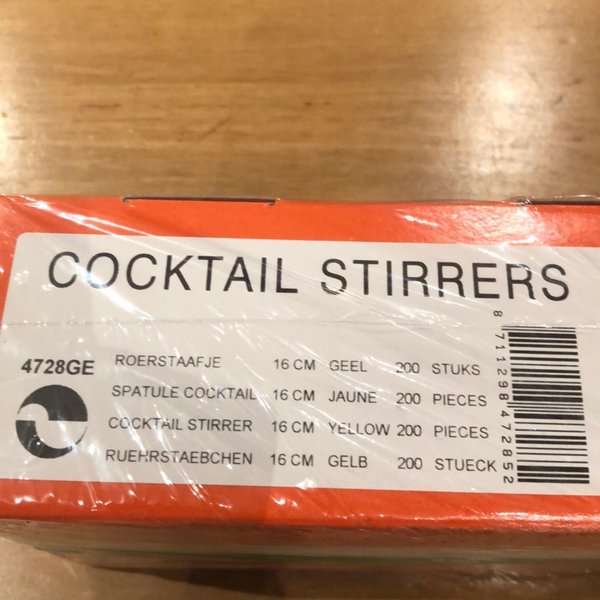 COCKTAIL STIRRERS
4728GE
ROERSTAAFJE 16 CM GEEL 200 STUKS
SPATULE COCKTAIL 16 CM JAUNE 200 PIECES
COCKTAIL STIRRER 16 CM YELLOW 200 PIECES
RUEHRSTAEBCHEN 16 CM GELB 200 STUECK
8 711298 472852